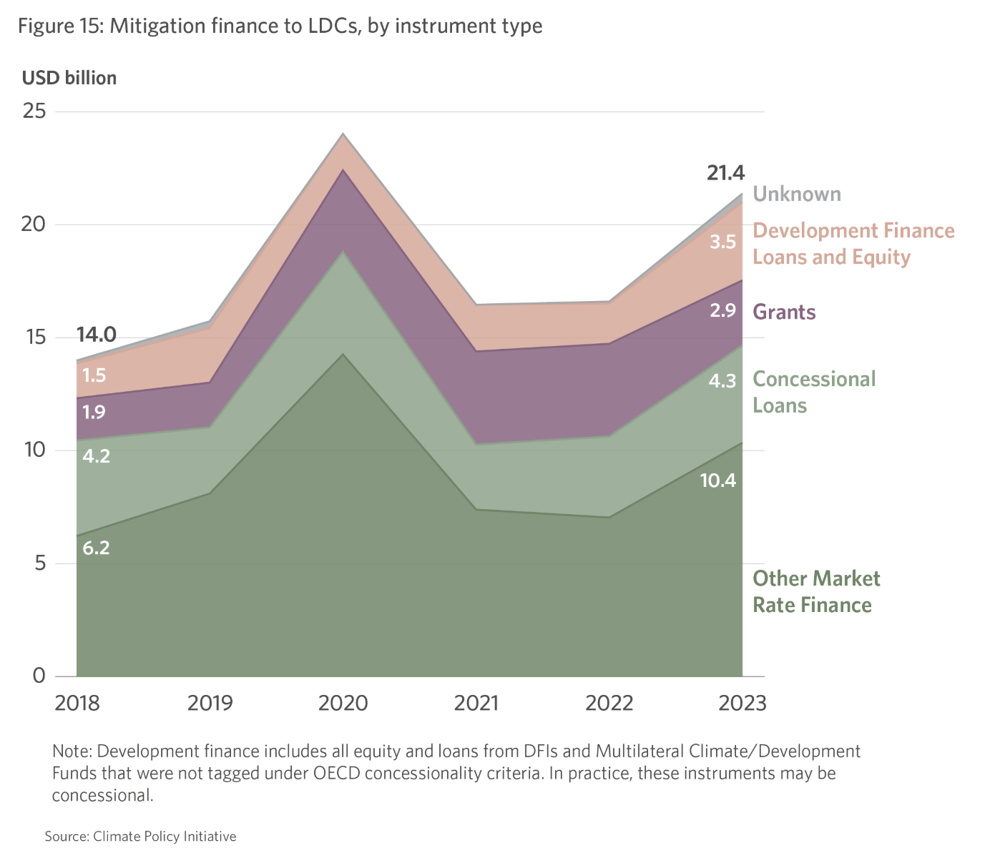 Figure 15: Mitigation finance to LDCs, by instrument type
USD billion
25
20
15
10
5
0
14.0
1.5
1.9
4.2
6.2
21.4
3.5
2.9
4.3
10.4
Unknown
Development Finance
Loans and Equity
Grants
Concessional
Loans
Other Market
Rate Finance
2018 2019 2020 2021 2022 2023
Note: Development finance includes all equity and loans from DFIs and Multilateral Climate/Development
Funds that were not tagged under OECD concessionality criteria. In practice, these instruments may be
concessional.
Source: Climate Policy Initiative